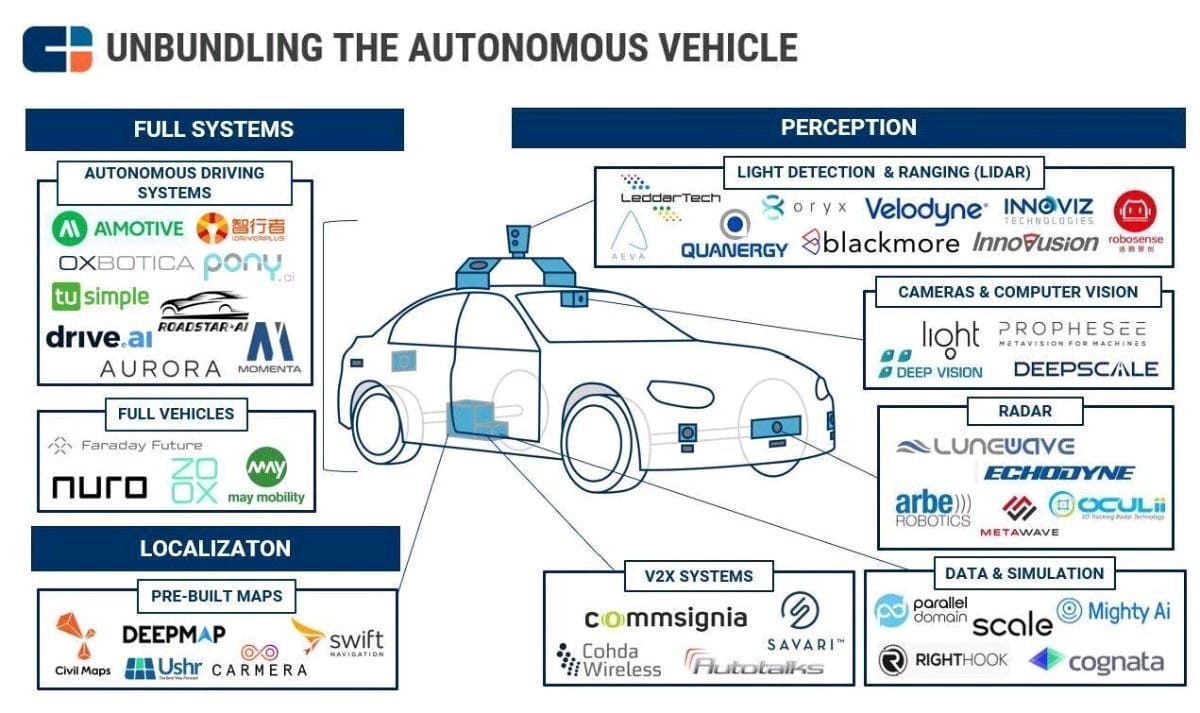 UNBUNDLING THE AUTONOMOUS VEHICLE
FULL SYSTEMS
AUTONOMOUS DRIVING
SYSTEMS
AIMOTIVE
智行者
IDRIVERPLUS
OXBOTICA
pony.ai
tu simple
ROADSTAR.AI
drive.ai
MOMENTA
AURORA
FULL VEHICLES
Faraday Future
nuro
ZO
OX
may
may mobility
LOCALIZATON
PRE-BUILT MAPS
Civil Maps
DEEPMAP
swift
NAVIGATION
Ushr
CARMERA
PERCEPTION
LIGHT DETECTION & RANGING (LIDAR)
LeddarTech
AEVA
QUANERGY
oryx
Velodyne
INNOVIZ
TECHNOLOGIES
blackmore
Innovusion
robosense
速腾聚创
CAMERAS & COMPUTER VISION
light
PROPHESEE
METAVISION FOR MACHINES
DEEP VISION
DEEPSCALE
RADAR
LUNEWAVE
ECHODYNE
arbe
ROBOTICS
METAWAVE
OCULii
3D Tracking Radar Technology
V2X SYSTEMS
commsignia
SAVARI™
Cohda
Wireless
Autotalks
DATA & SIMULATION
parallel
domain
scale
Mighty Ai
RIGHTHOOK
cognata